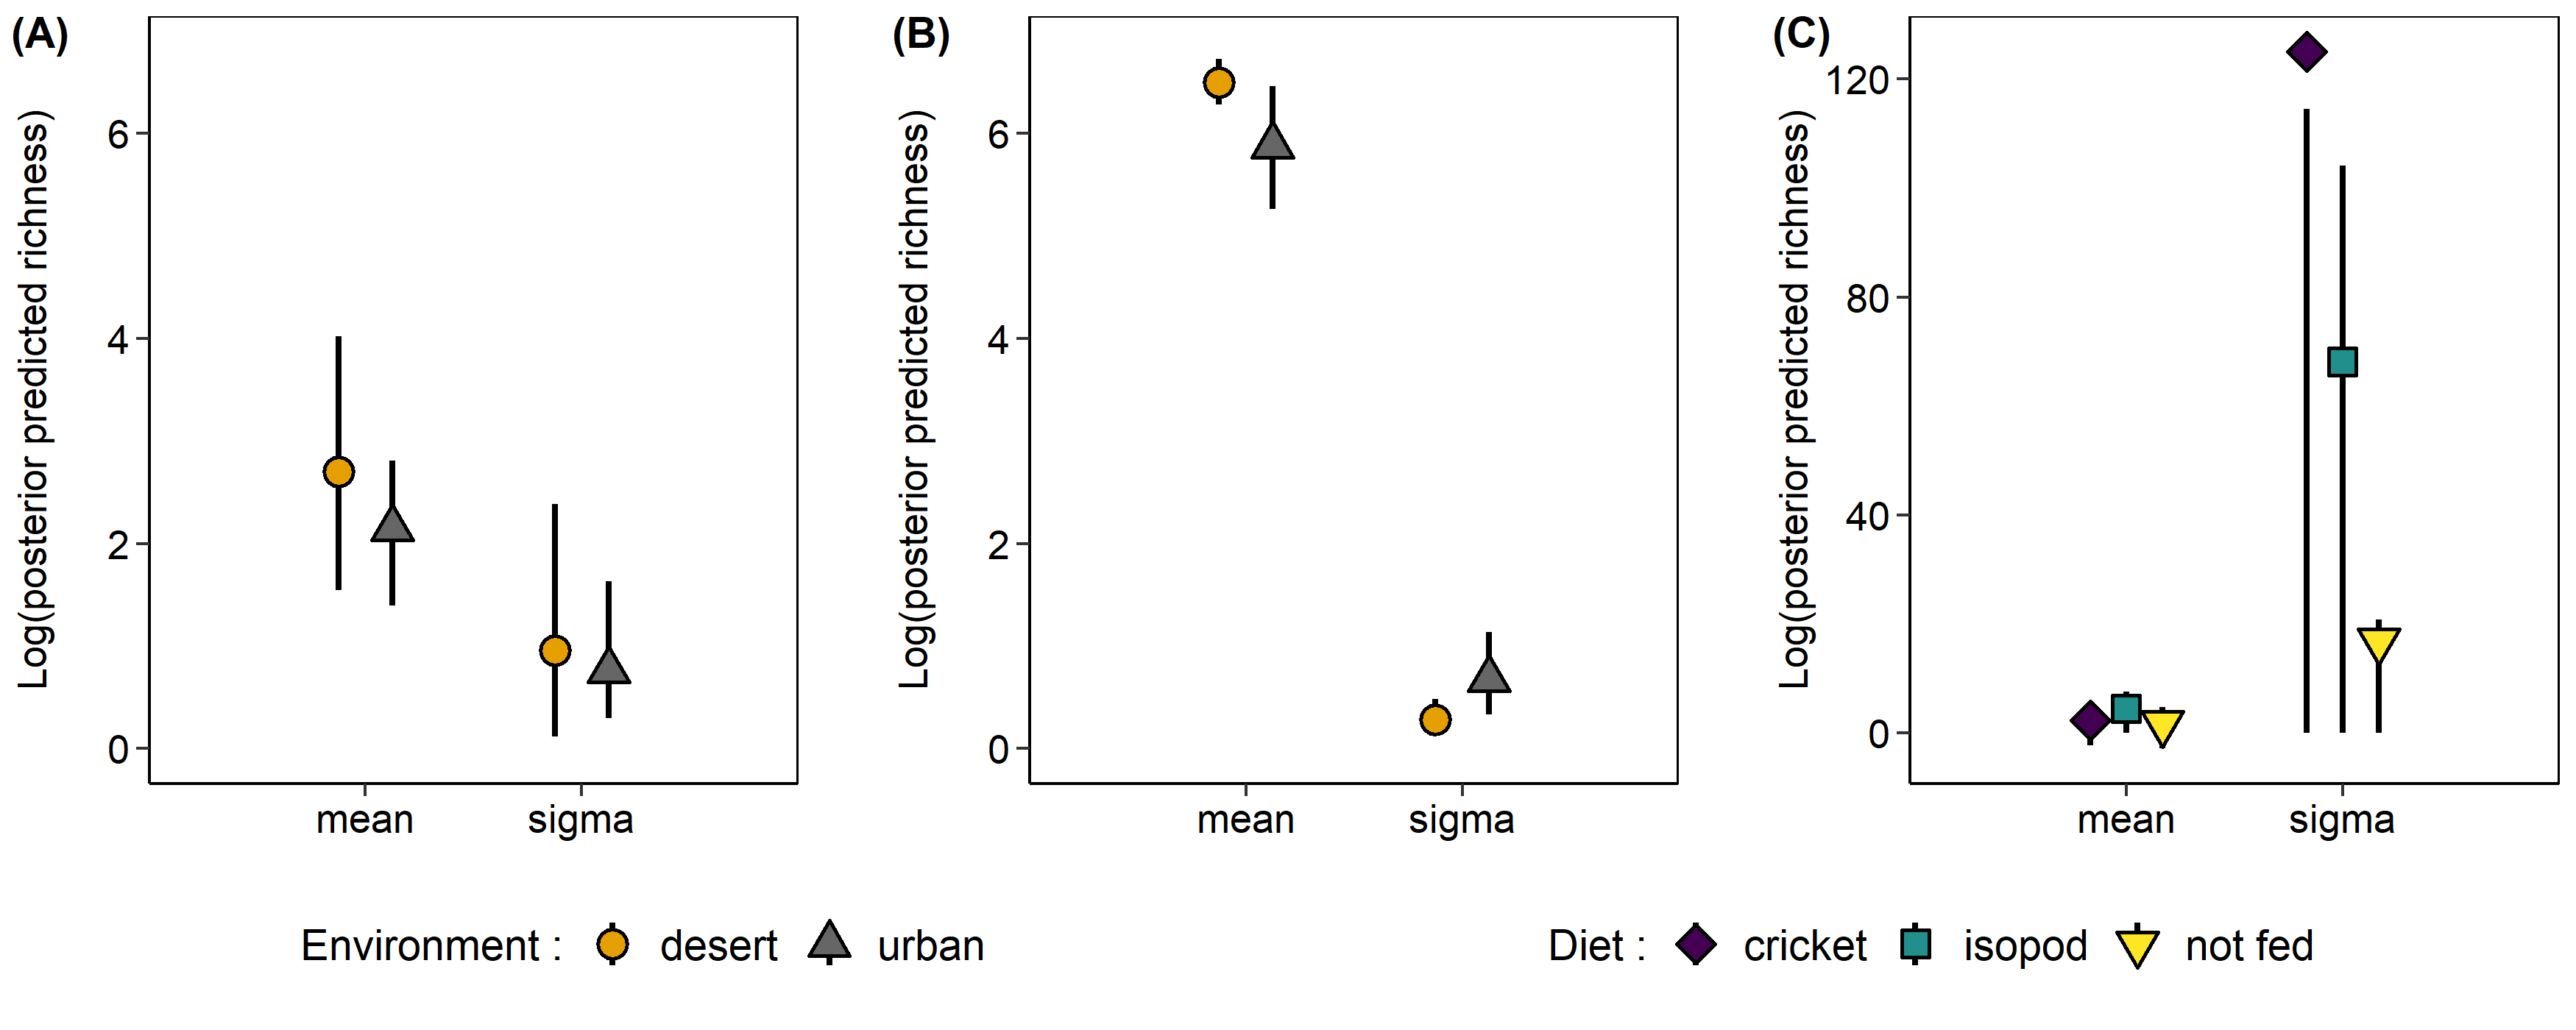 (A)
Log(posterior predicted richness)
6
4
2
0
mean sigma
(B)
Log(posterior predicted richness)
6
4
2
0
mean sigma
(C)
Log(posterior predicted richness)
120
80
40
0
mean sigma
Environment : desert urban
Diet : cricket isopod not fed